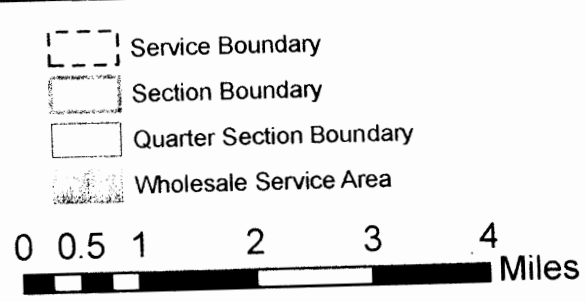 Service Boundary
Section Boundary
Quarter Section Boundary
Wholesale Service Area
0 0.5 1 2 3 4
Miles